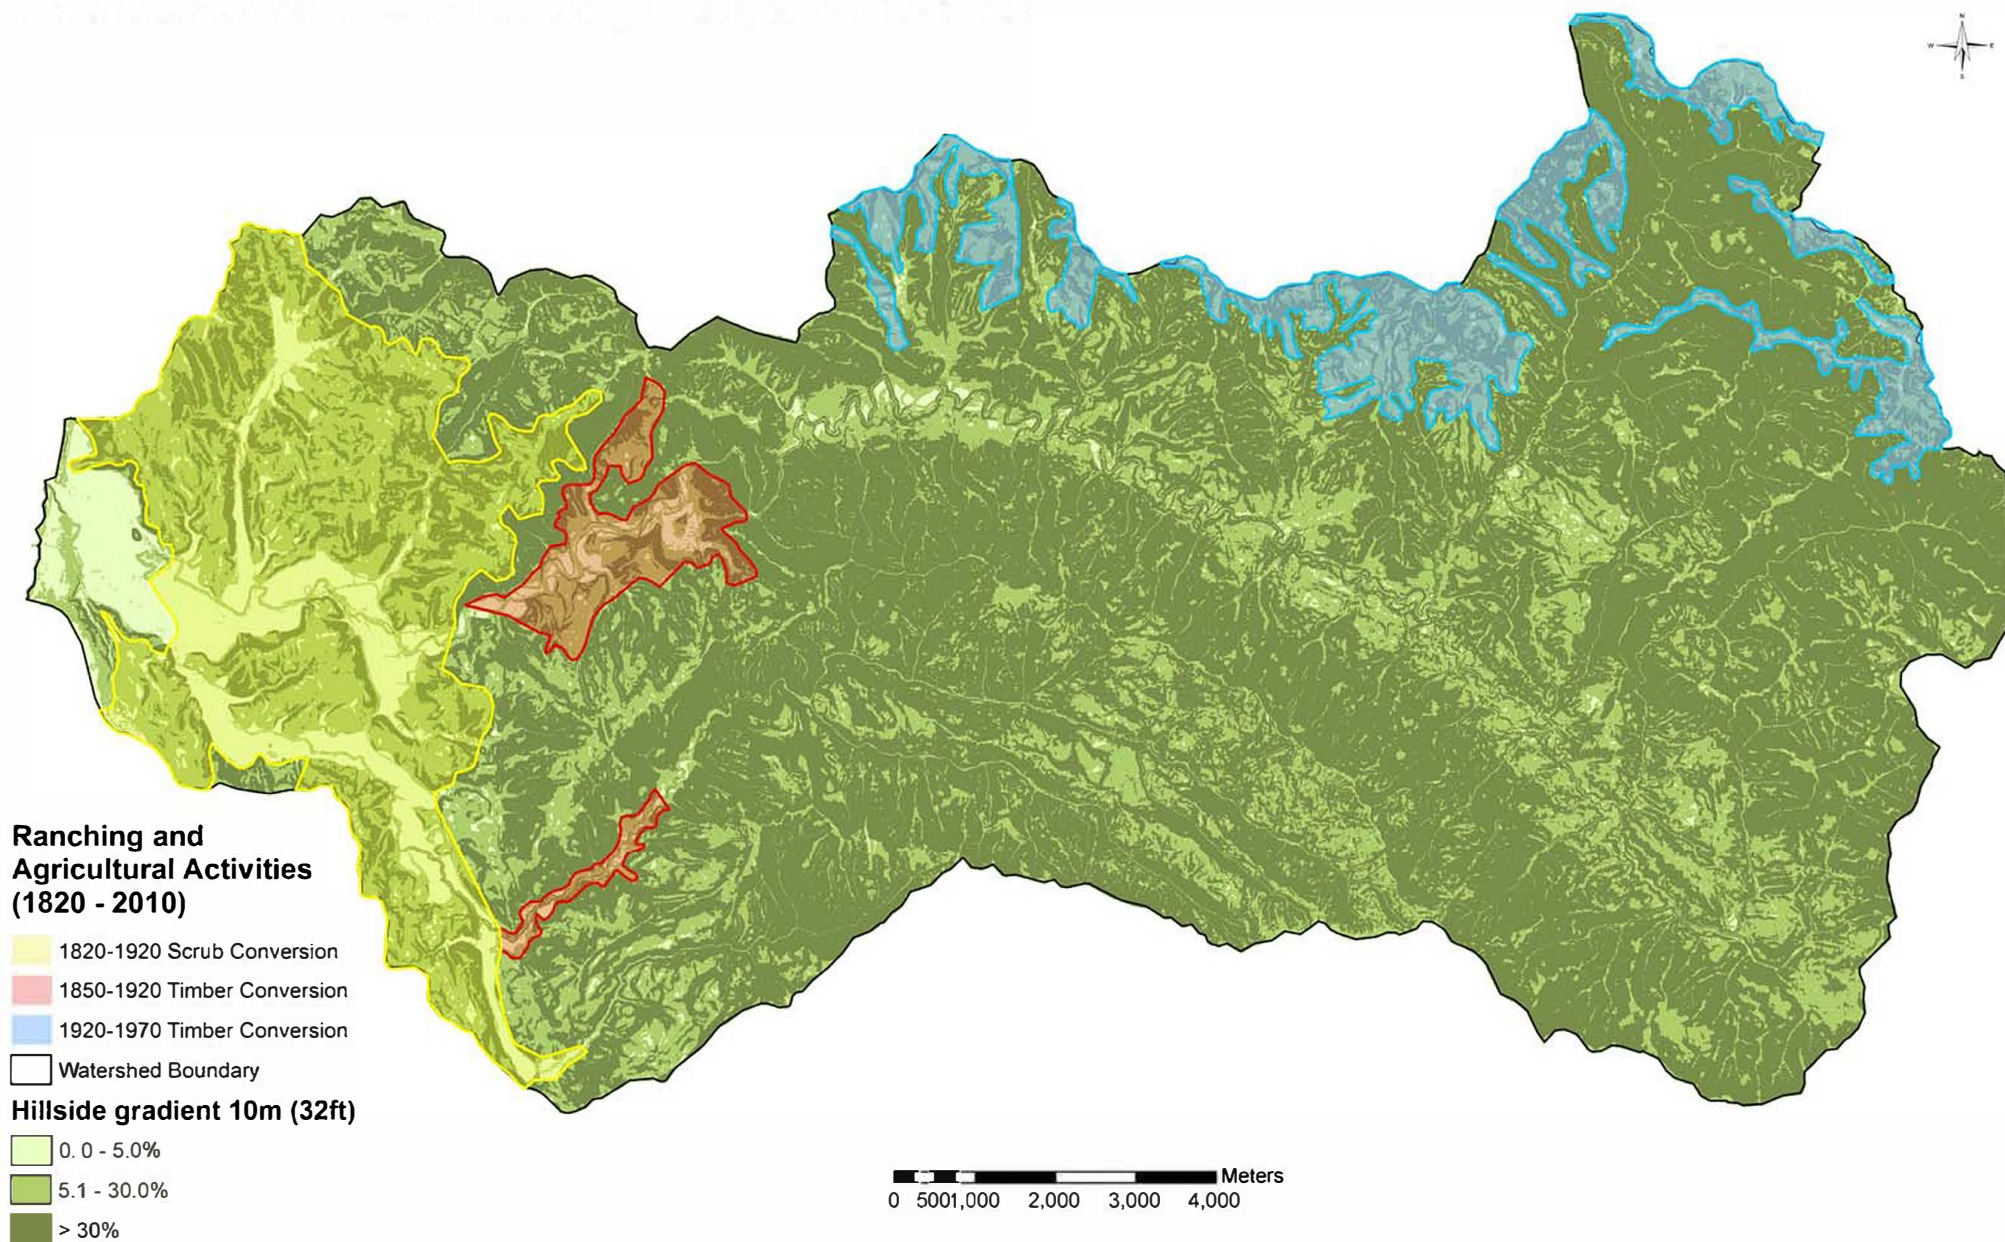 N
W E
S
Ranching and
Agricultural Activities
(1820 - 2010)
1820-1920 Scrub Conversion
1850-1920 Timber Conversion
1920-1970 Timber Conversion
Watershed Boundary
Hillside gradient 10m (32ft)
0.0 - 5.0%
5.1 - 30.0%
> 30%
Meters
0 500 1,000 2,000 3,000 4,000